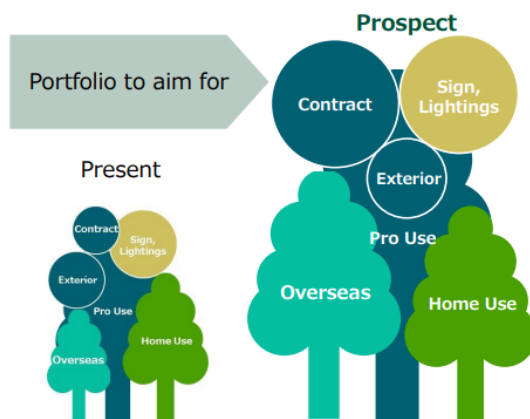 Portfolio to aim for
Prospect
Contract
Sign,
Lightings
Exterior
Pro Use
Overseas
Home Use
Present
Contract
Sign,
Lightings
Exterior
Pro Use
Home Use
Overseas